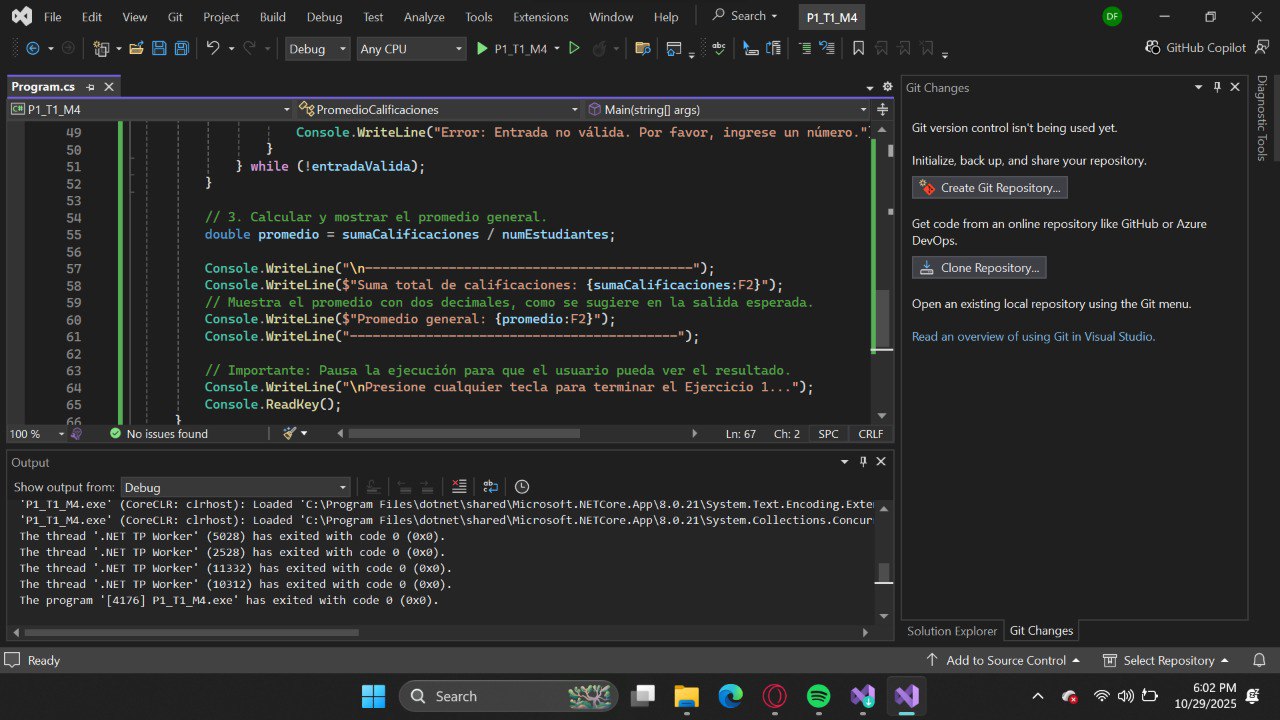 File Edit View Git Project Build Debug Test Analyze Tools Extensions Window Help Search P1_T1_M4 DF
Debug Any CPU P1_T1_M4 GitHub Copilot
Program.cs
P1_T1_M4 PromedioCalificaciones Main(string[] args)
49 Console.WriteLine("Error: Entrada no válida. Por favor, ingrese un número."
50 }
51 } while (!entradaValida);
52 }
53
54 // 3. Calcular y mostrar el promedio general.
55 double promedio = sumaCalificaciones / numEstudiantes;
56
57 Console.WriteLine("\n-------------------------------------------");
58 Console.WriteLine($"Suma total de calificaciones: {sumaCalificaciones:F2}");
59 // Muestra el promedio con dos decimales, como se sugiere en la salida esperada.
60 Console.WriteLine($"Promedio general: {promedio:F2}");
61 Console.WriteLine("-------------------------------------------");
62
63 // Importante: Pausa la ejecución para que el usuario pueda ver el resultado.
64 Console.WriteLine("\nPresione cualquier tecla para terminar el Ejercicio 1...");
65 Console.ReadKey();
66 }
100 % No issues found Ln: 67 Ch: 2 SPC CRLF
Output
Show output from: Debug
'P1_T1_M4.exe' (CoreCLR: clrhost): Loaded 'C:\Program Files\dotnet\shared\Microsoft.NETCore.App\8.0.21\System.Text.Encoding.Exte
'P1_T1_M4.exe' (CoreCLR: clrhost): Loaded 'C:\Program Files\dotnet\shared\Microsoft.NETCore.App\8.0.21\System.Collections.Concur
The thread '.NET TP Worker' (5028) has exited with code 0 (0x0).
The thread '.NET TP Worker' (2528) has exited with code 0 (0x0).
The thread '.NET TP Worker' (11332) has exited with code 0 (0x0).
The thread '.NET TP Worker' (10312) has exited with code 0 (0x0).
The program '[4176] P1_T1_M4.exe' has exited with code 0 (0x0).
Git Changes
Git version control isn't being used yet.
Initialize, back up, and share your repository.
Create Git Repository...
Get code from an online repository like GitHub or Azure
DevOps.
Clone Repository...
Open an existing local repository using the Git menu.
Read an overview of using Git in Visual Studio.
Solution Explorer Git Changes
Diagnostic Tools
Ready Add to Source Control Select Repository
Search
6:02 PM
10/29/2025